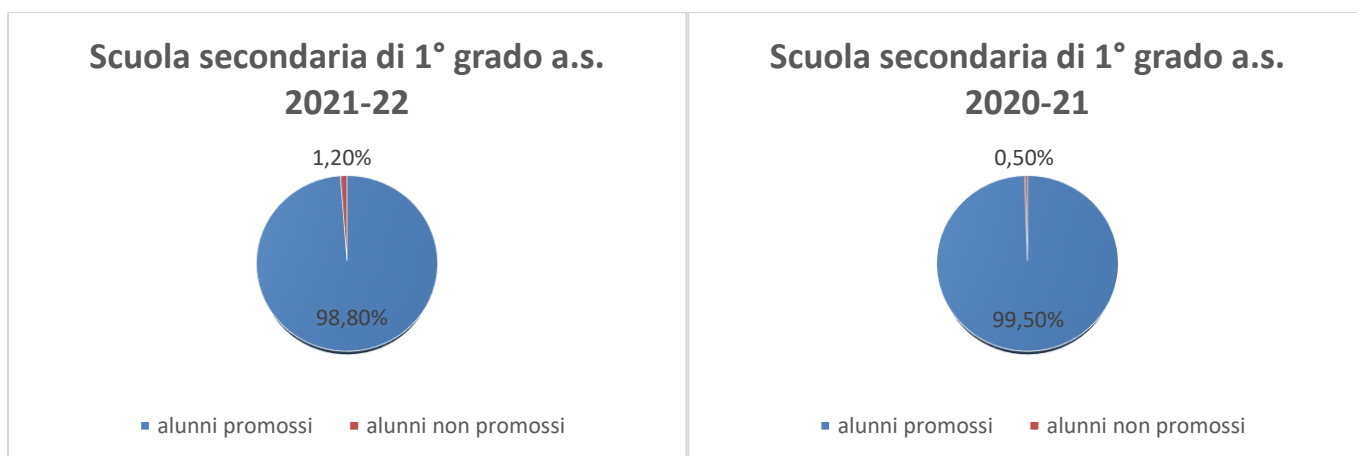 Scuola secondaria di 1° grado a.s.
2021-22
1,20%
98,80%
alunni promossi
alunni non promossi
Scuola secondaria di 1° grado a.s.
2020-21
0,50%
99,50%
alunni promossi
alunni non promossi